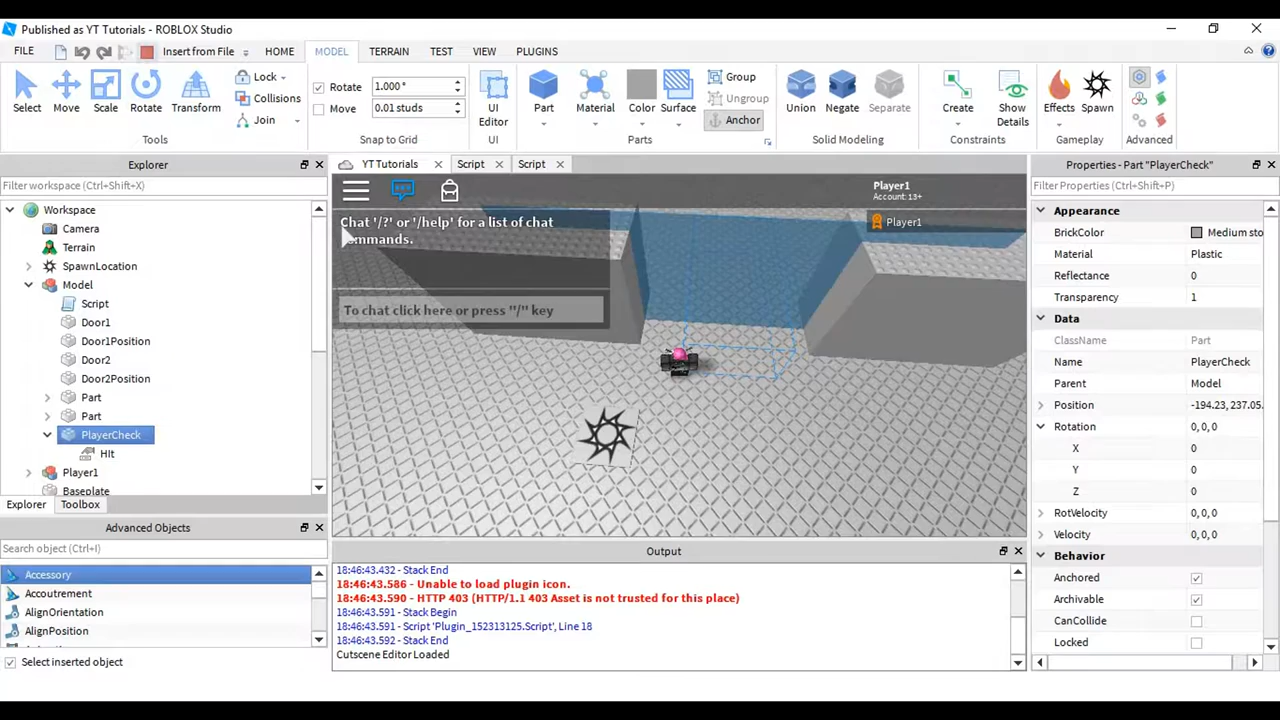 Published as YT Tutorials - ROBLOX Studio
FILE
Insert from File
HOME
MODEL
TERRAIN
TEST
VIEW
PLUGINS
Select
Move
Scale
Rotate
Transform
Lock
Collisions
Join
Tools
Rotate
1.000 °
Move
0.01 studs
Snap to Grid
UI
Editor
UI
Part
Material
Color
Surface
Group
Ungroup
Anchor
Parts
Union
Negate
Separate
Solid Modeling
Create
Show
Details
Constraints
Effects
Spawn
Gameplay
Advanced
Explorer
Filter workspace (Ctrl+Shift+X)
Workspace
Camera
Terrain
SpawnLocation
Model
Script
Door1
Door1Position
Door2
Door2Position
Part
Part
PlayerCheck
Hit
Player1
Baseplate
Explorer
Toolbox
Advanced Objects
Search object (Ctrl+I)
Accessory
Accoutrement
AlignOrientation
AlignPosition
Select inserted object
YT Tutorials
Script
Script
Chat '/?' or '/help' for a list of chat
commands.
To chat click here or press "/" key
Player1
Account: 13+
Player1
Output
18:46:43.432 - Stack End
18:46:43.586 - Unable to load plugin icon.
18:46:43.590 - HTTP 403 (HTTP/1.1 403 Asset is not trusted for this place)
18:46:43.591 - Stack Begin
18:46:43.591 - Script 'Plugin_152313125.Script', Line 18
18:46:43.592 - Stack End
Cutscene Editor Loaded
Properties - Part "PlayerCheck"
Filter Properties (Ctrl+Shift+P)
Appearance
BrickColor
Medium sto
Material
Plastic
Reflectance
0
Transparency
1
Data
ClassName
Part
Name
PlayerCheck
Parent
Model
Position
-194.23, 237.05.
Rotation
0, 0, 0
X
0
Y
0
Z
0
RotVelocity
0, 0, 0
Velocity
0, 0, 0
Behavior
Anchored
Archivable
CanCollide
Locked